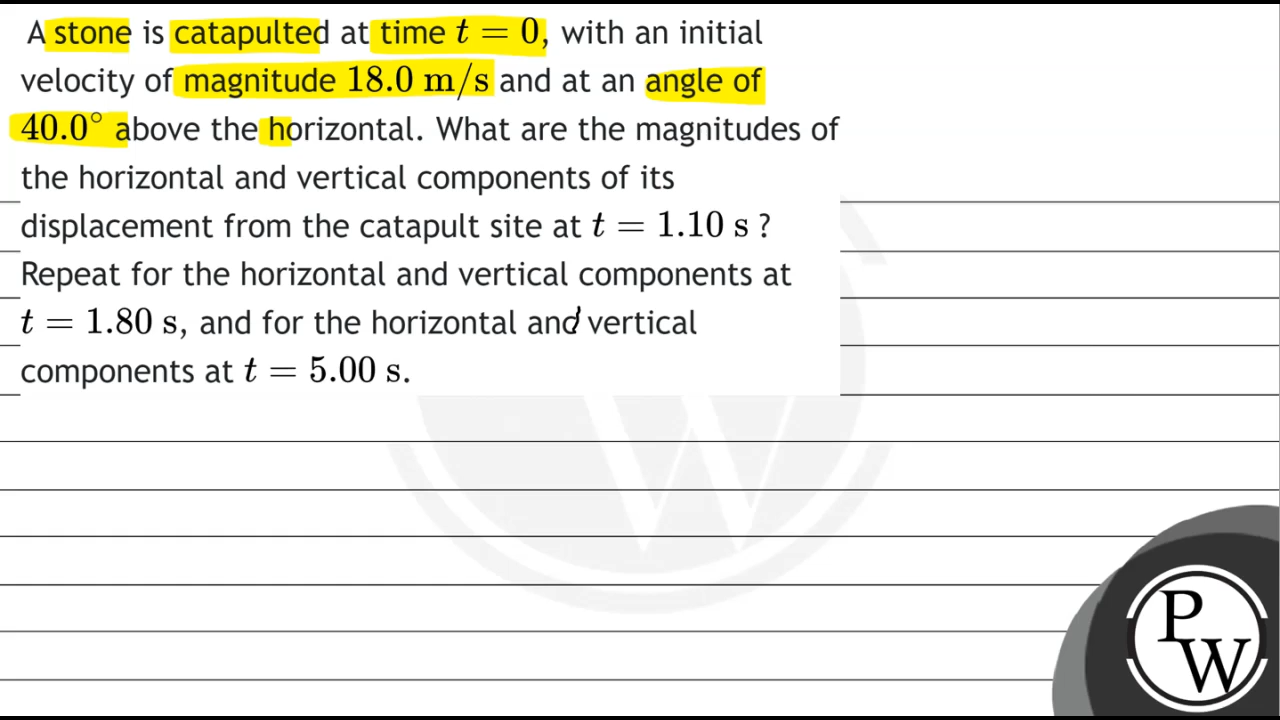 A stone is catapulted at time t = 0, with an initial
velocity of magnitude 18.0 m/s and at an angle of
40.0° above the horizontal. What are the magnitudes of
the horizontal and vertical components of its
displacement from the catapult site at t = 1.10 s ?
Repeat for the horizontal and vertical components at
t = 1.80 s, and for the horizontal and vertical
components at t = 5.00 s.
W
P
W